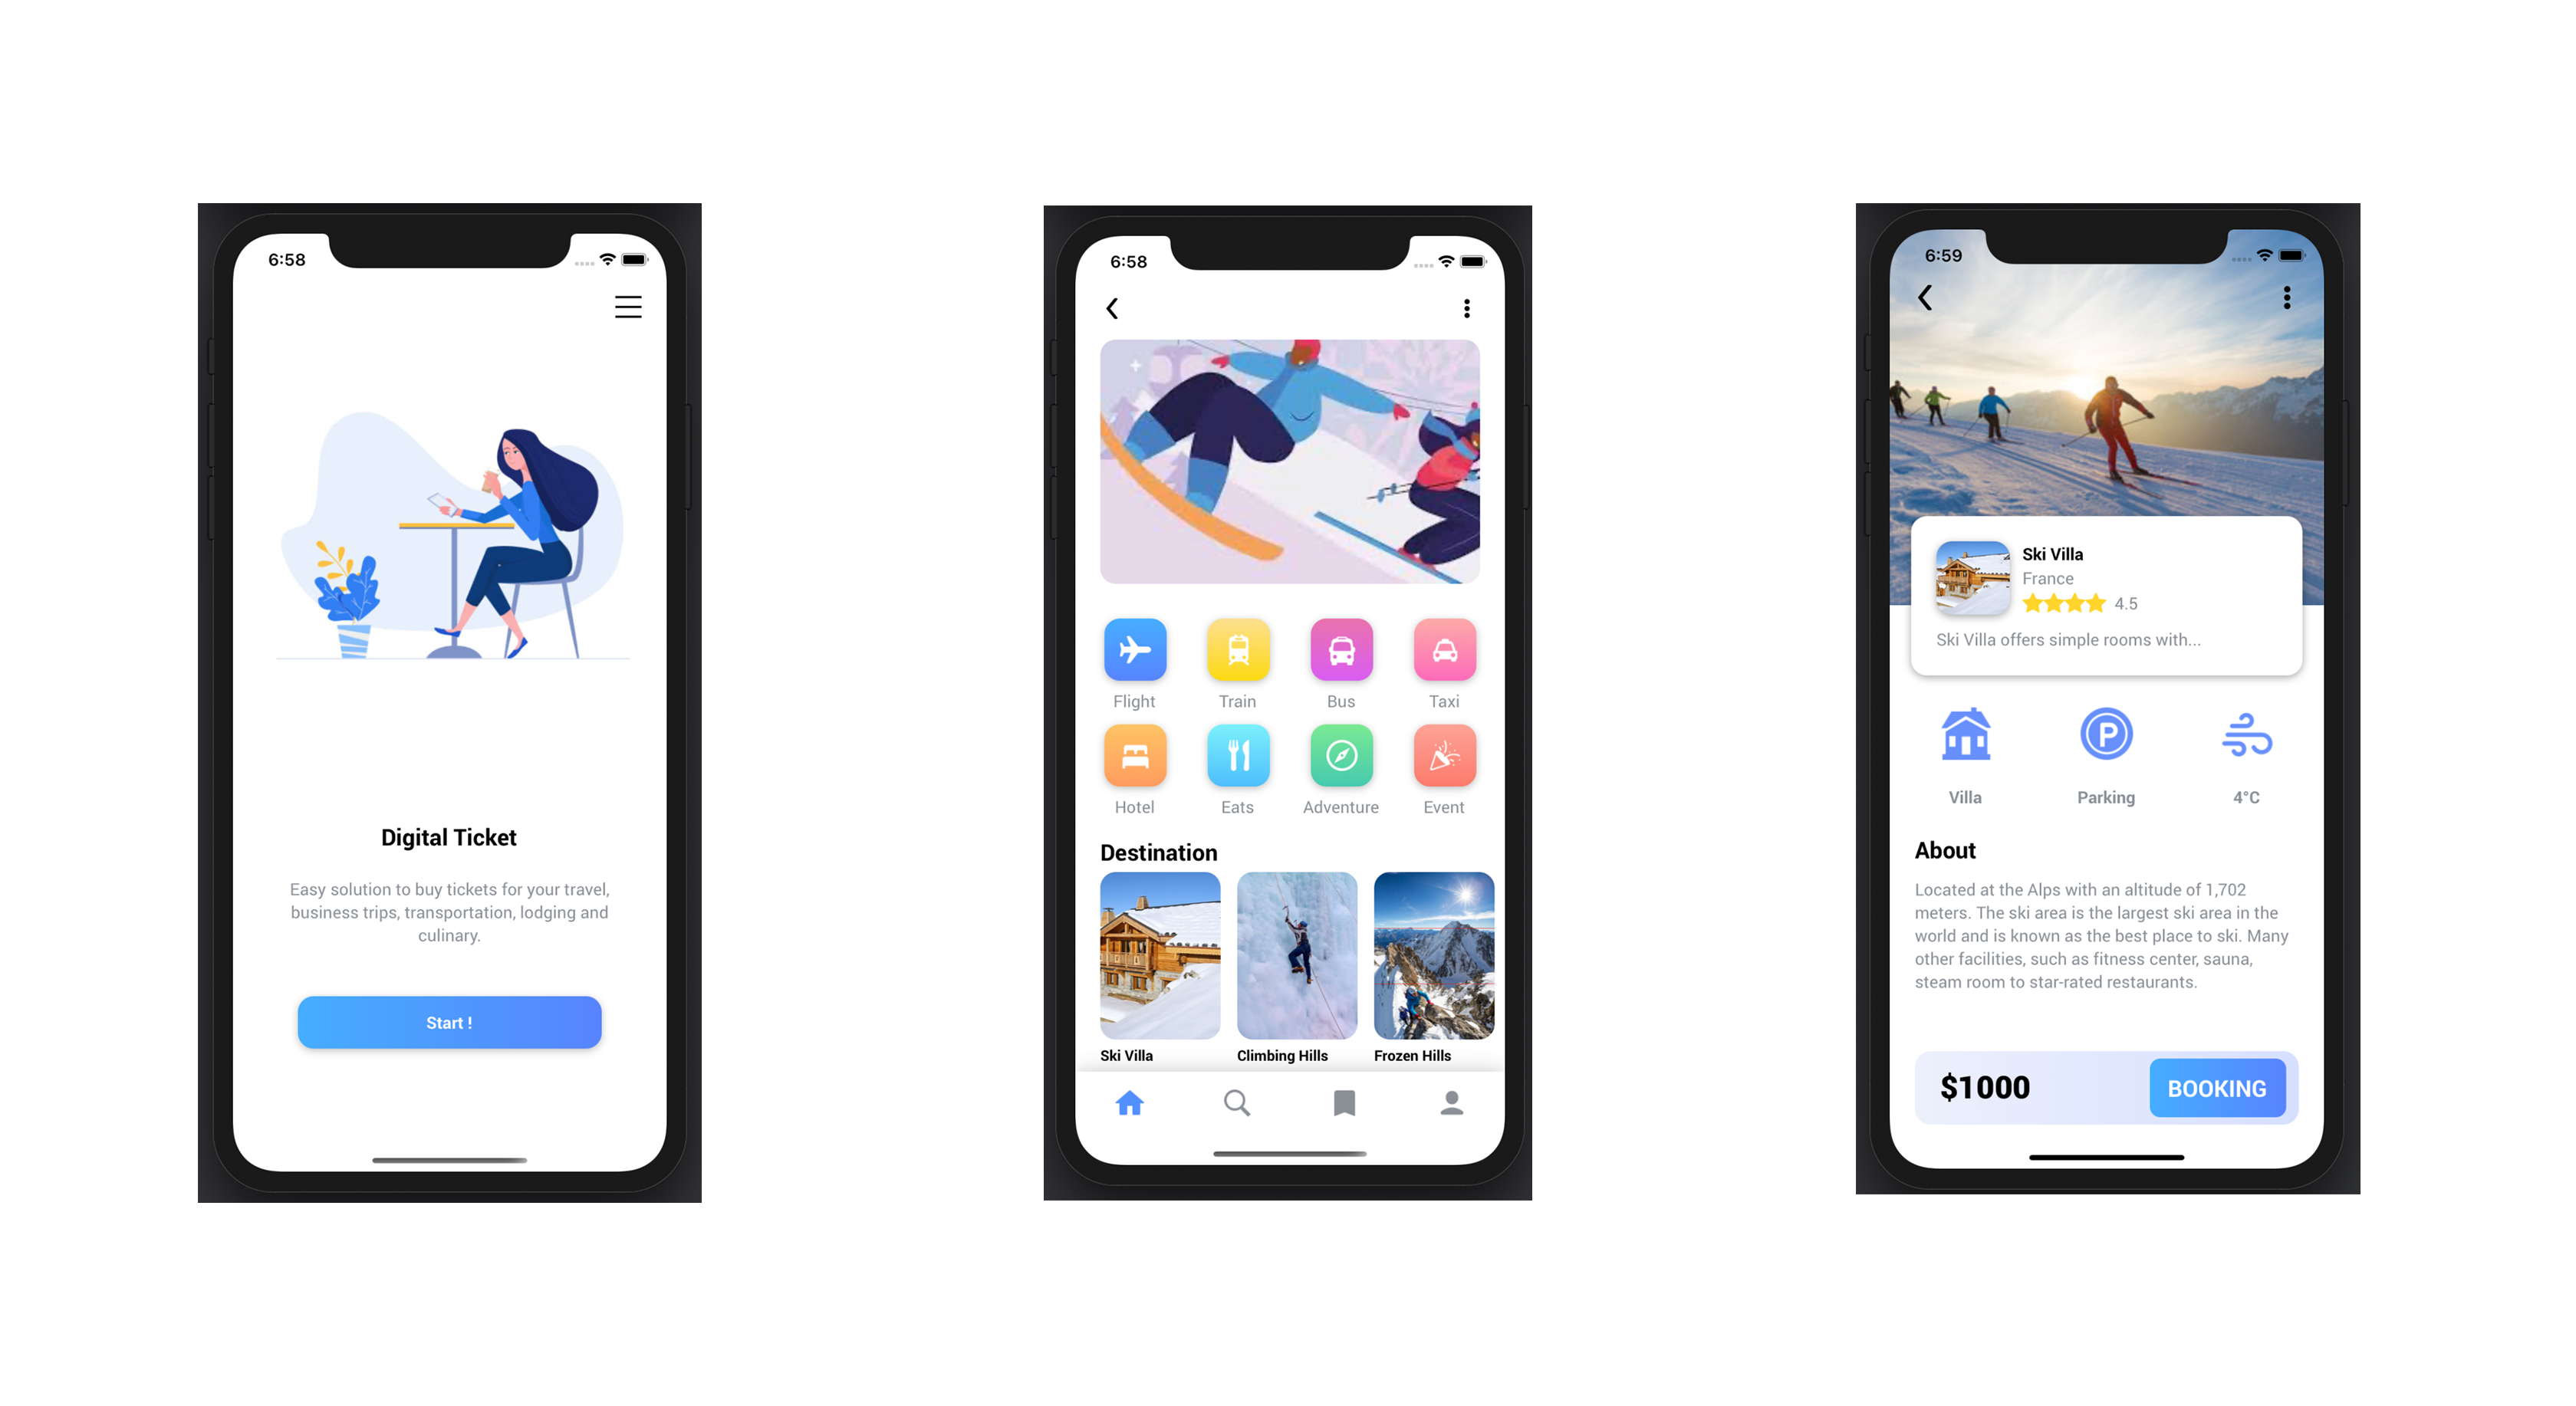 6:58
Digital Ticket
Easy solution to buy tickets for your travel,
business trips, transportation, lodging and
culinary.
Start !
6:58
Flight Train Bus Taxi
Hotel Eats Adventure Event
Destination
Ski Villa Climbing Hills Frozen Hills
6:59
Ski Villa
France
4.5
Ski Villa offers simple rooms with...
P
Villa Parking 4°C
About
Located at the Alps with an altitude of 1,702
meters. The ski area is the largest ski area in the
world and is known as the best place to ski. Many
other facilities, such as fitness center, sauna,
steam room to star-rated restaurants.
$1000 BOOKING